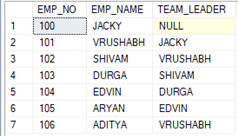 EMP_NO EMP_NAME TEAM_LEADER
1 100 JACKY NULL
2 101 VRUSHABH JACKY
3 102 SHIVAM VRUSHABH
4 103 DURGA SHIVAM
5 104 EDVIN DURGA
6 105 ARYAN EDVIN
7 106 ADITYA VRUSHABH